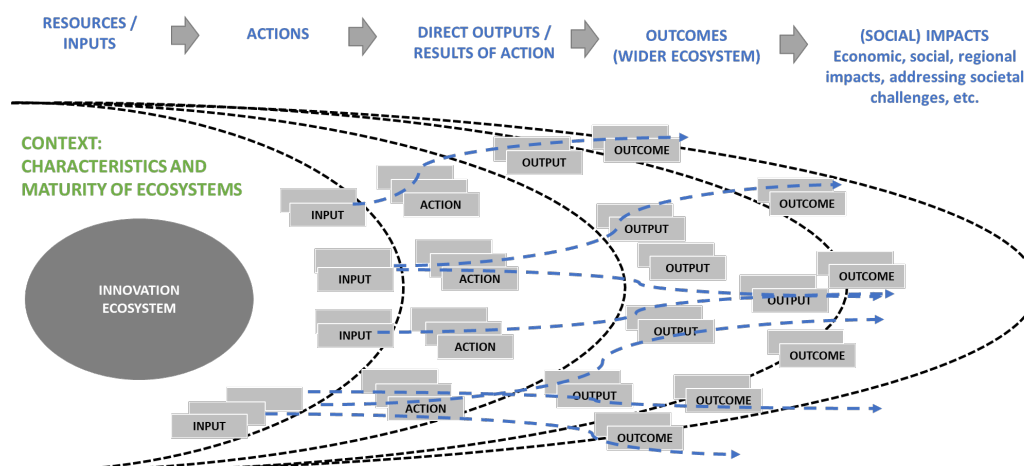 RESOURCES /
INPUTS
ACTIONS
DIRECT OUTPUTS /
RESULTS OF ACTION
OUTCOMES
(WIDER ECOSYSTEM)
(SOCIAL) IMPACTS
Economic, social, regional
impacts, addressing societal
challenges, etc.
CONTEXT:
CHARACTERISTICS AND
MATURITY OF ECOSYSTEMS
INNOVATION
ECOSYSTEM
OUTPUT
OUTCOME
INPUT
ACTION
OUTCOME
OUTPUT
INPUT
ACTION
OUTPUT
OUTCOME
OUTPUT
INPUT
ACTION
OUTPUT
OUTCOME
ACTION
OUTPUT
OUTCOME
INPUT
OUTCOME